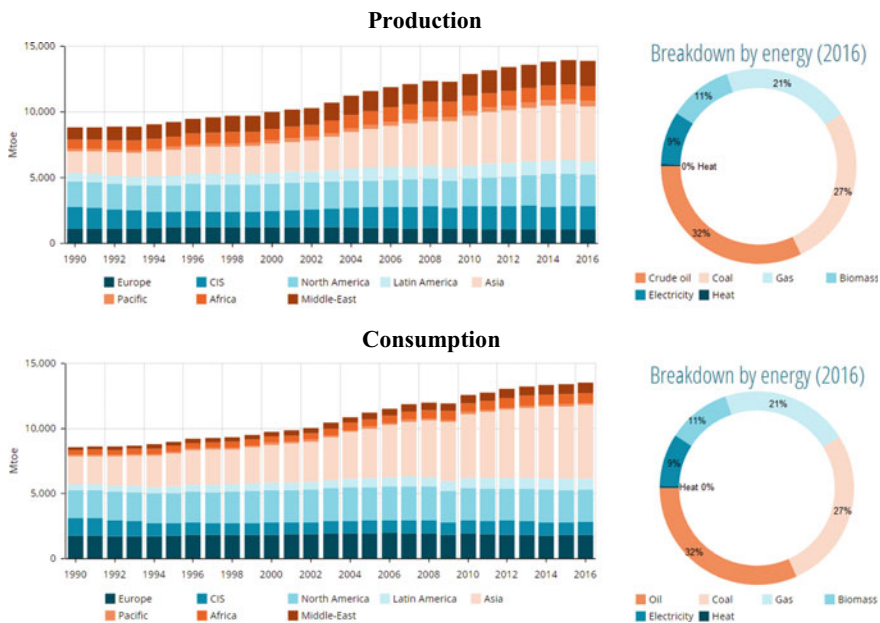 Production
15,000
10,000
5,000
0
Mtoe
1990 1992 1994 1996 1998 2000 2002 2004 2006 2008 2010 2012 2014 2016
Europe CIS North America Latin America Asia
Pacific Africa Middle-East
Breakdown by energy (2016)
21%
11%
9%
0% Heat
27%
32%
Crude oil Coal Gas Biomass
Electricity Heat
Consumption
15,000
10,000
5,000
0
Mtoe
1990 1992 1994 1996 1998 2000 2002 2004 2006 2008 2010 2012 2014 2016
Europe CIS North America Latin America Asia
Pacific Africa Middle-East
Breakdown by energy (2016)
21%
11%
9%
Heat 0%
27%
32%
Oil Coal Gas Biomass
Electricity Heat